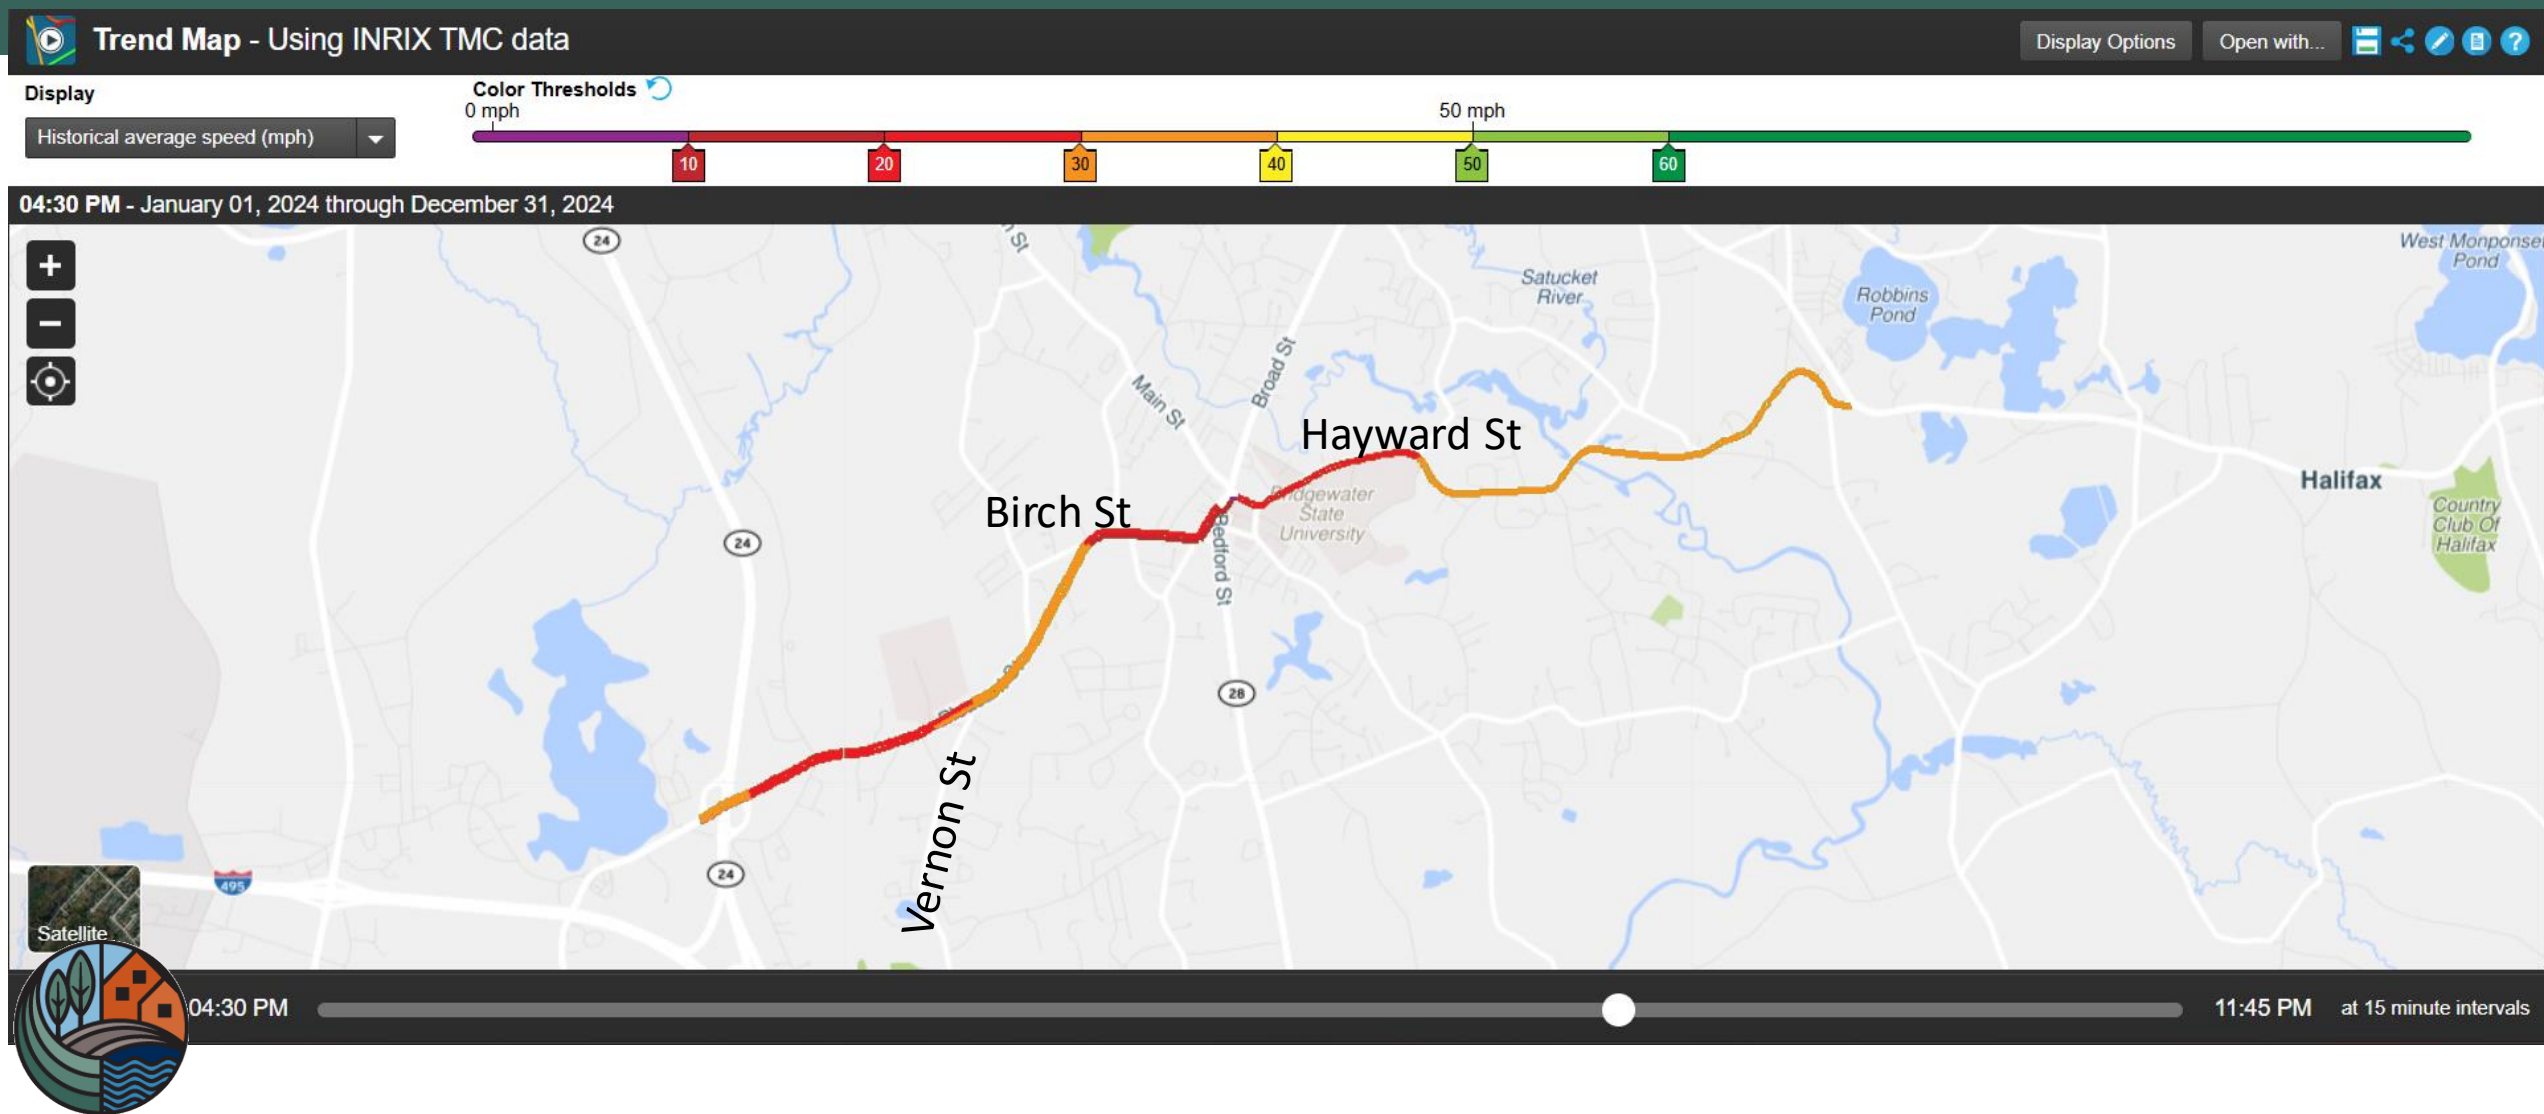 Trend Map - Using INRIX TMC data
Display Options
Open with...
Display
Color Thresholds
0 mph
50 mph
Historical average speed (mph)
10
20
30
40
50
60
04:30 PM - January 01, 2024 through December 31, 2024
24
St
West Monponset
Pond
Satucket
River
Robbins
Pond
Broad St
Main St
Hayward St
Halifax
Birch St
Bridgewater
State
University
Country
Club Of
Halifax
24
Bedford St
28
Vernon St
24
495
Satellite
04:30 PM
11:45 PM
at 15 minute intervals